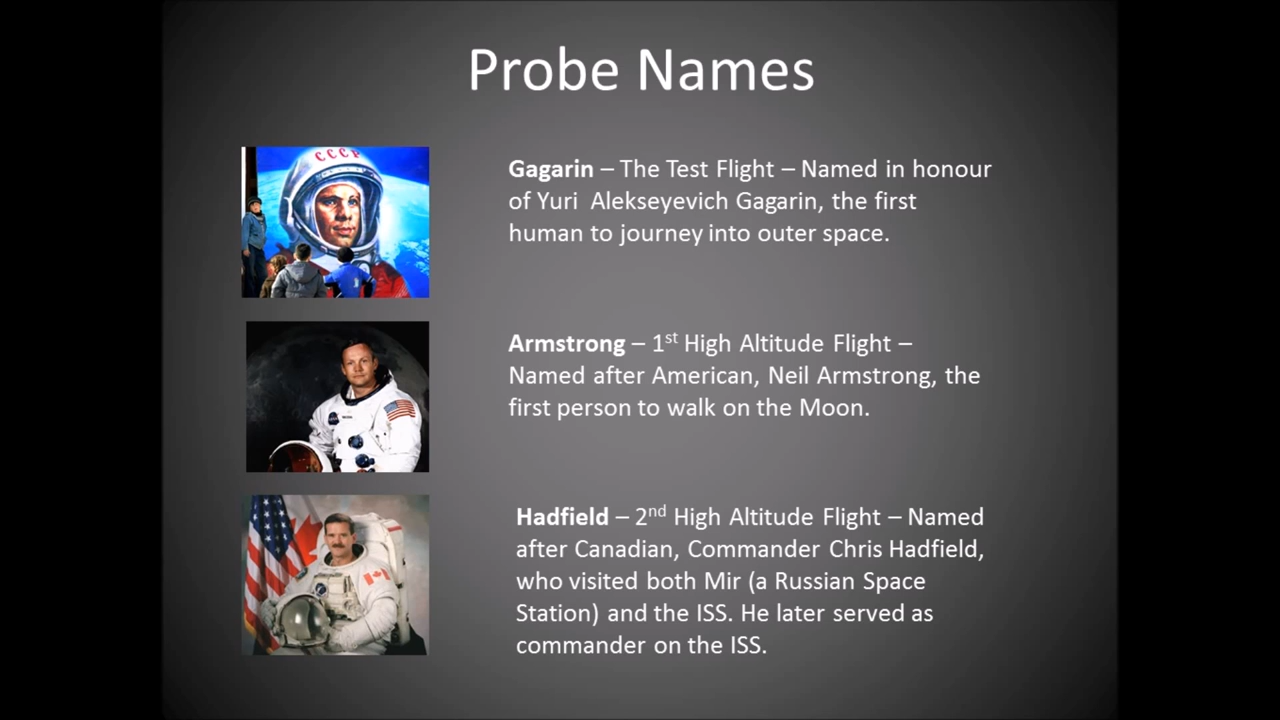 Probe Names
CCCP
Gagarin – The Test Flight – Named in honour
of Yuri Alekseyevich Gagarin, the first
human to journey into outer space.
Armstrong – 1st High Altitude Flight –
Named after American, Neil Armstrong, the
first person to walk on the Moon.
Hadfield – 2nd High Altitude Flight – Named
after Canadian, Commander Chris Hadfield,
who visited both Mir (a Russian Space
Station) and the ISS. He later served as
commander on the ISS.